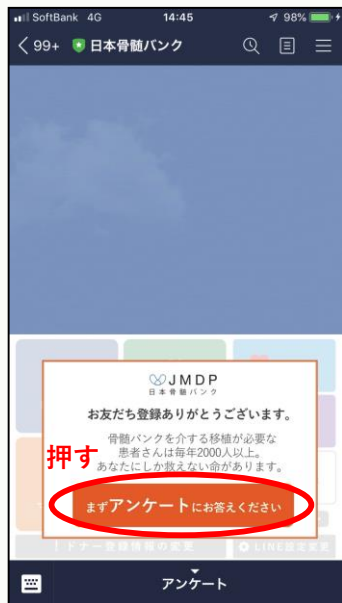 SoftBank 4G 14:45 98%
99+ 日本骨髄バンク
JMDP
日本骨髄バンク
お友だち登録ありがとうございます。
骨髄バンクを介する移植が必要な
患者さんは毎年2000人以上。
あなたにしか救えない命があります。
押す
まずアンケートにお答えください
！ドナー登録情報の変更 LINE設定変更
アンケート